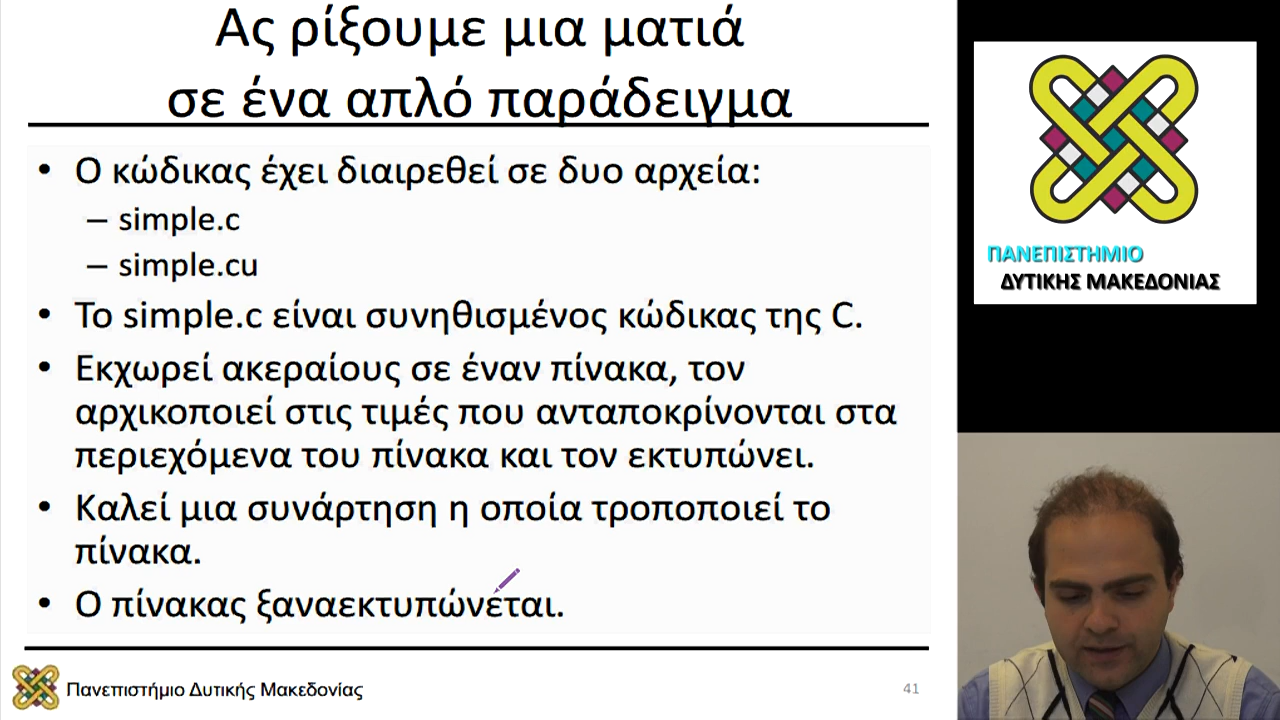 Ας ρίξουμε μια ματιά
σε ένα απλό παράδειγμα
• Ο κώδικας έχει διαιρεθεί σε δυο αρχεία:
– simple.c
– simple.cu
• Το simple.c είναι συνηθισμένος κώδικας της C.
• Εκχωρεί ακεραίους σε έναν πίνακα, τον
αρχικοποιεί στις τιμές που ανταποκρίνονται στα
περιεχόμενα του πίνακα και τον εκτυπώνει.
• Καλεί μια συνάρτηση η οποία τροποποιεί το
πίνακα.
• Ο πίνακας ξαναεκτυπώνεται.
Πανεπιστήμιο Δυτικής Μακεδονίας
41
ΠΑΝΕΠΙΣΤΗΜΙΟ
ΔΥΤΙΚΗΣ ΜΑΚΕΔΟΝΙΑΣ